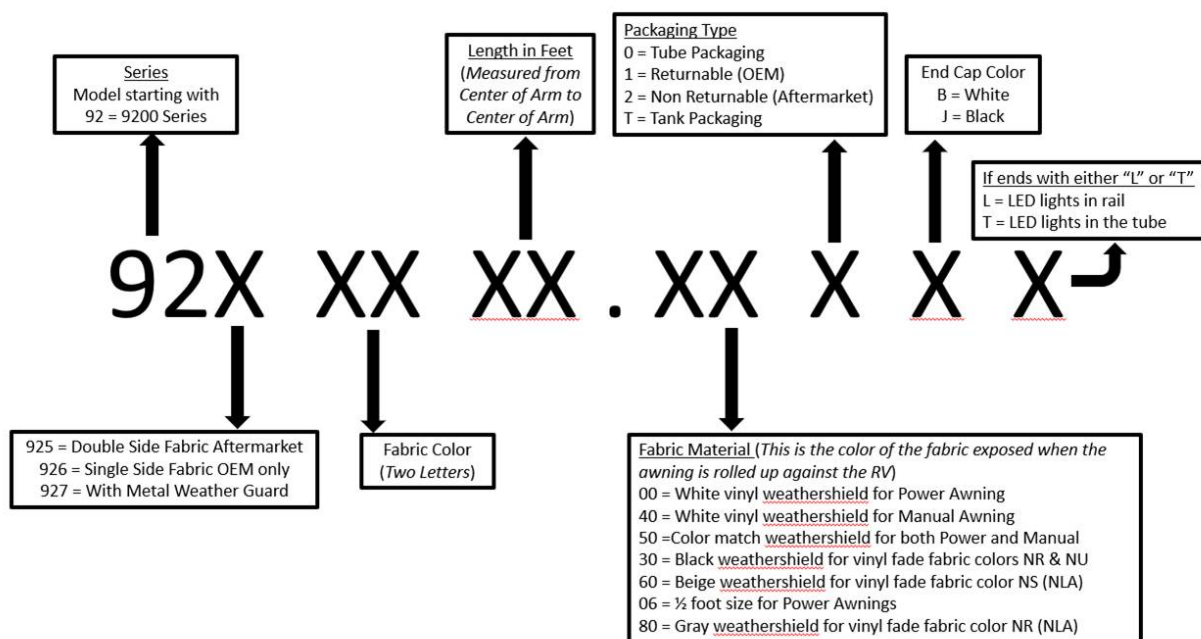 Series
Model starting with
92 = 9200 Series
Length in Feet
(Measured from
Center of Arm to
Center of Arm)
Packaging Type
0 = Tube Packaging
1 = Returnable (OEM)
2 = Non Returnable (Aftermarket)
T = Tank Packaging
End Cap Color
B = White
J = Black
If ends with either “L” or “T”
L = LED lights in rail
T = LED lights in the tube
92X XX XX . XX X X X
925 = Double Side Fabric Aftermarket
926 = Single Side Fabric OEM only
927 = With Metal Weather Guard
Fabric Color
(Two Letters)
Fabric Material (This is the color of the fabric exposed when the
awning is rolled up against the RV)
00 = White vinyl weathershield for Power Awning
40 = White vinyl weathershield for Manual Awning
50 =Color match weathershield for both Power and Manual
30 = Black weathershield for vinyl fade fabric colors NR & NU
60 = Beige weathershield for vinyl fade fabric color NS (NLA)
06 = ½ foot size for Power Awnings
80 = Gray weathershield for vinyl fade fabric color NR (NLA)